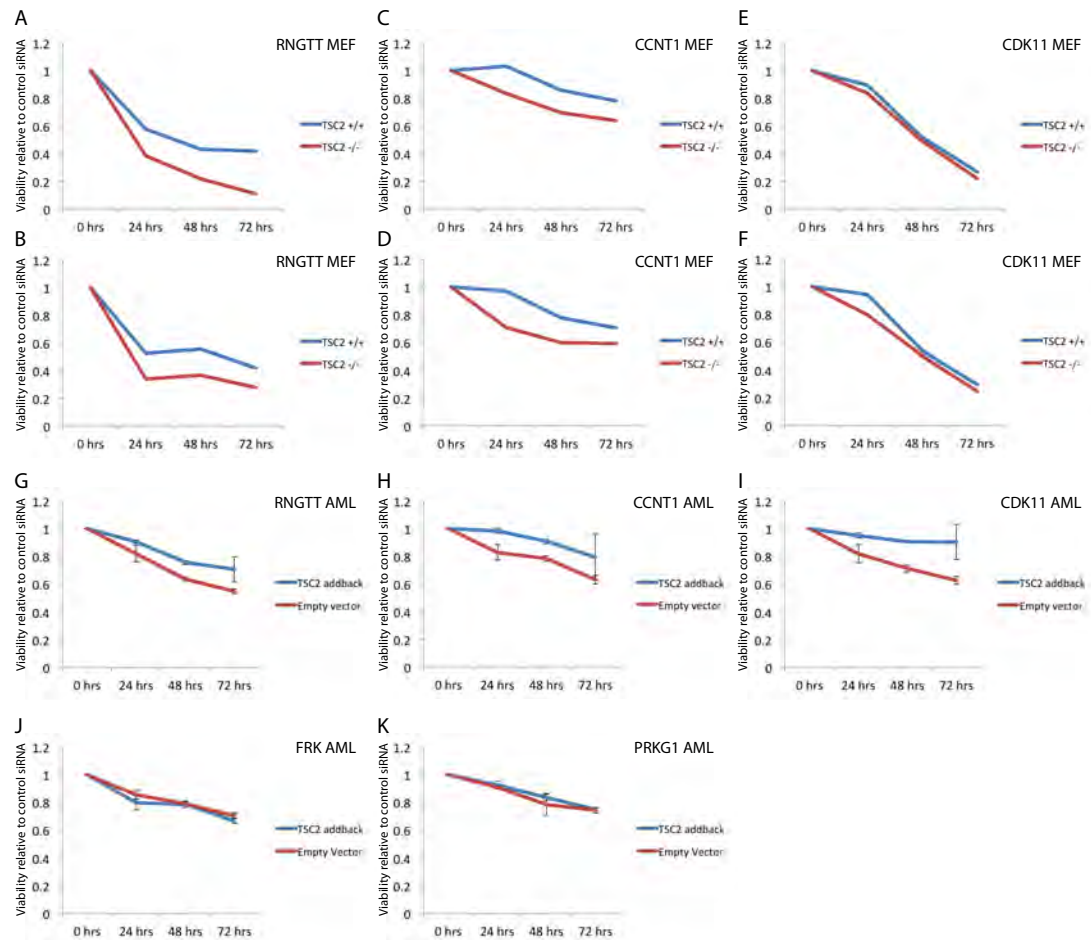 A
RNGTT MEF
Viability relative to control siRNA
1.2
1
0.8
0.6
0.4
0.2
0
0 hrs 24 hrs 48 hrs 72 hrs
TSC2 +/+
TSC2 -/-
C
CCNT1 MEF
Viability relative to control siRNA
1.2
1
0.8
0.6
0.4
0.2
0
0 hrs 24 hrs 48 hrs 72 hrs
TSC2 +/+
TSC2 -/-
E
CDK11 MEF
Viability relative to control siRNA
1.2
1
0.8
0.6
0.4
0.2
0
0 hrs 24 hrs 48 hrs 72 hrs
TSC2 +/+
TSC2 -/-
B
RNGTT MEF
Viability relative to control siRNA
1.2
1
0.8
0.6
0.4
0.2
0
0 hrs 24 hrs 48 hrs 72 hrs
TSC2 +/+
TSC2 -/-
D
CCNT1 MEF
Viability relative to control siRNA
1.2
1
0.8
0.6
0.4
0.2
0
0 hrs 24 hrs 48 hrs 72 hrs
TSC2 +/+
TSC2 -/-
F
CDK11 MEF
Viability relative to control siRNA
1.2
1
0.8
0.6
0.4
0.2
0
0 hrs 24 hrs 48 hrs 72 hrs
TSC2 +/+
TSC2 -/-
G
RNGTT AML
Viability relative to control siRNA
1.2
1
0.8
0.6
0.4
0.2
0
0 hrs 24 hrs 48 hrs 72 hrs
TSC2 addback
Empty vector
H
CCNT1 AML
Viability relative to control siRNA
1.2
1
0.8
0.6
0.4
0.2
0
0 hrs 24 hrs 48 hrs 72 hrs
TSC2 addback
Empty vector
I
CDK11 AML
Viability relative to control siRNA
1.2
1
0.8
0.6
0.4
0.2
0
0 hrs 24 hrs 48 hrs 72 hrs
TSC2 addback
Empty vector
J
FRK AML
Viability relative to control siRNA
1.2
1
0.8
0.6
0.4
0.2
0
0 hrs 24 hrs 48 hrs 72 hrs
TSC2 addback
Empty Vector
K
PRKG1 AML
Viability relative to control siRNA
1.2
1
0.8
0.6
0.4
0.2
0
0 hrs 24 hrs 48 hrs 72 hrs
TSC2 addback
Empty Vector